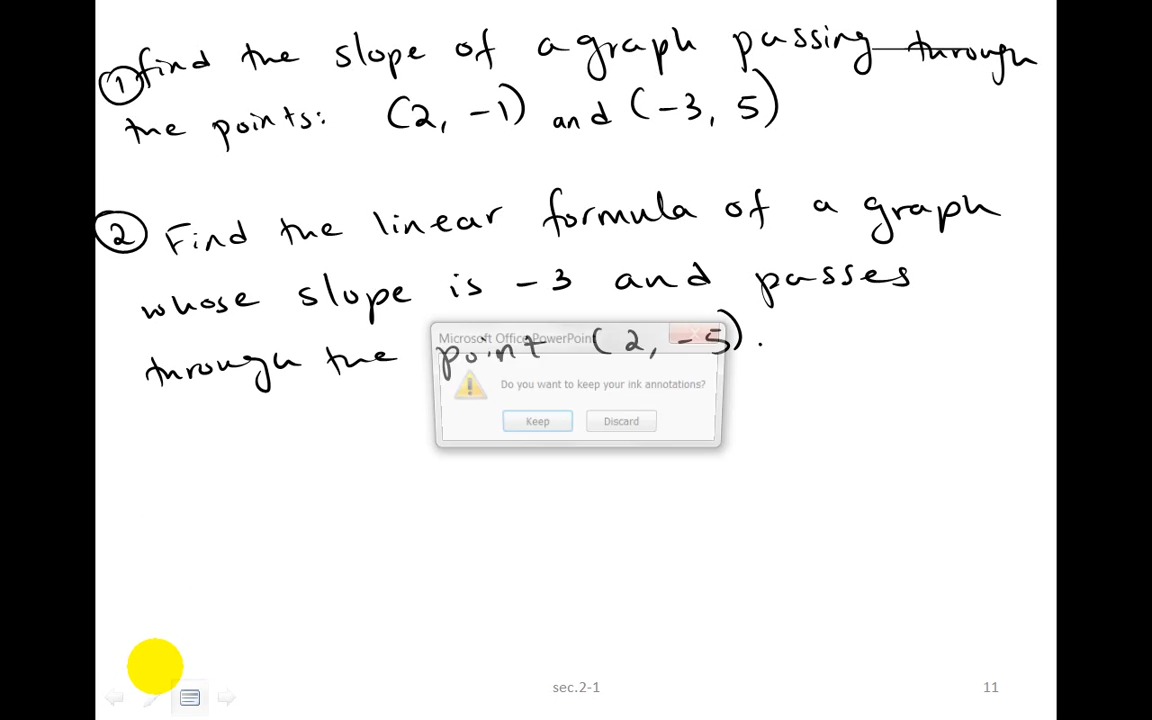 ① find the slope of a graph passing through
the points: (2, -1) and (-3, 5)
② Find the linear formula of a graph
whose slope is -3 and passes
through the point (2, -5).
Microsoft Office PowerPoint
Do you want to keep your ink annotations?
Keep Discard
sec.2-1 11